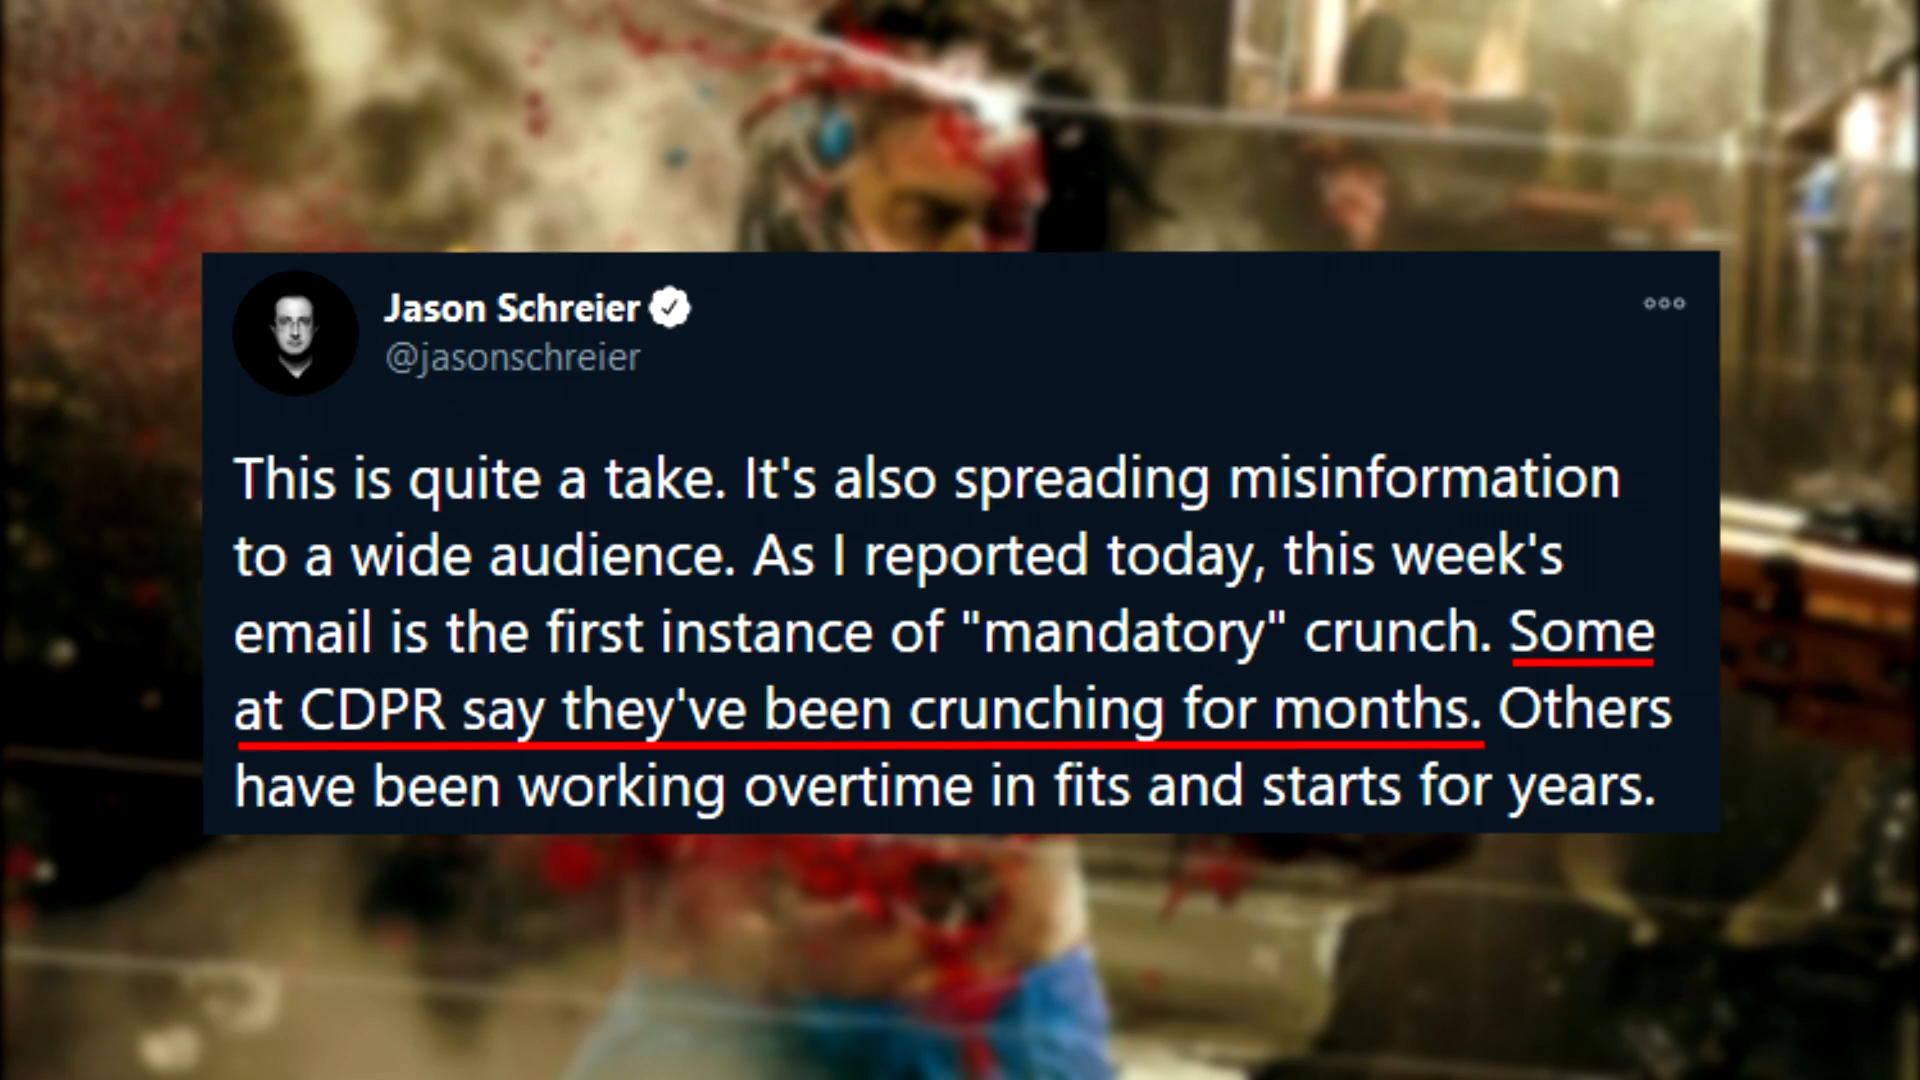 Jason Schreier
@jasonschreier
This is quite a take. It's also spreading misinformation
to a wide audience. As I reported today, this week's
email is the first instance of "mandatory" crunch. Some
at CDPR say they've been crunching for months. Others
have been working overtime in fits and starts for years.